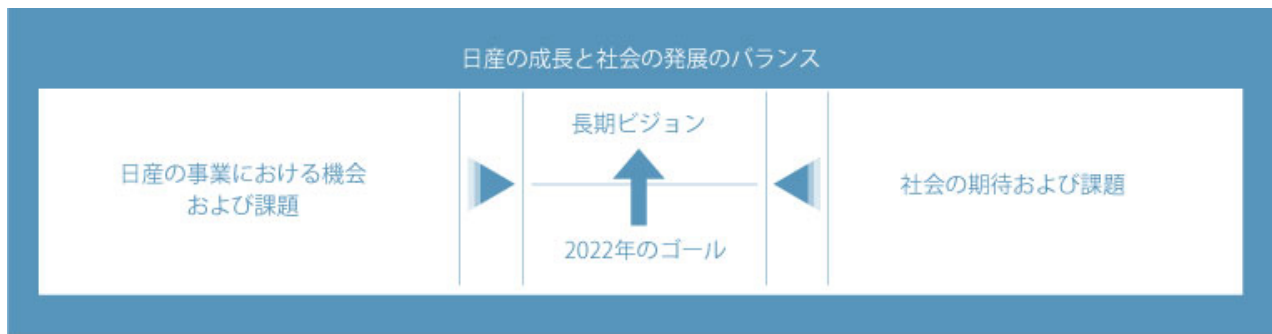 日産の成長と社会の発展のバランス
日産の事業における機会
および課題
長期ビジョン
2022年のゴール
社会の期待および課題